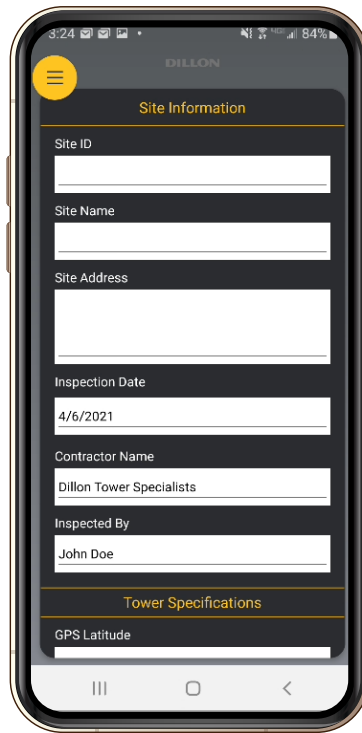 3:24 84%
DILLON
Site Information
Site ID
Site Name
Site Address
Inspection Date
4/6/2021
Contractor Name
Dillon Tower Specialists
Inspected By
John Doe
Tower Specifications
GPS Latitude